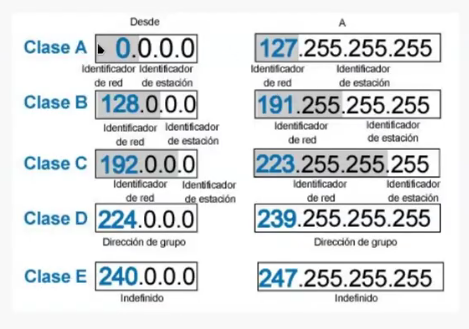 Desde A
Clase A 0.0.0.0 127.255.255.255
Identificador de red Identificador de estación Identificador de red Identificador de estación
Clase B 128.0.0.0 191.255.255.255
Identificador de red Identificador de estación Identificador de red Identificador de estación
Clase C 192.0.0.0 223.255.255.255
Identificador de red Identificador de estación Identificador de red Identificador de estación
Clase D 224.0.0.0 239.255.255.255
Dirección de grupo Dirección de grupo
Clase E 240.0.0.0 247.255.255.255
Indefinido Indefinido